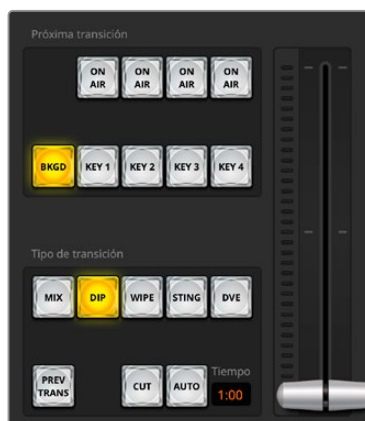 Próxima transición
ON AIR ON AIR ON AIR ON AIR
BKGD KEY 1 KEY 2 KEY 3 KEY 4
Tipo de transición
MIX DIP WIPE STING DVE
Tiempo
PREV TRANS CUT AUTO 1:00